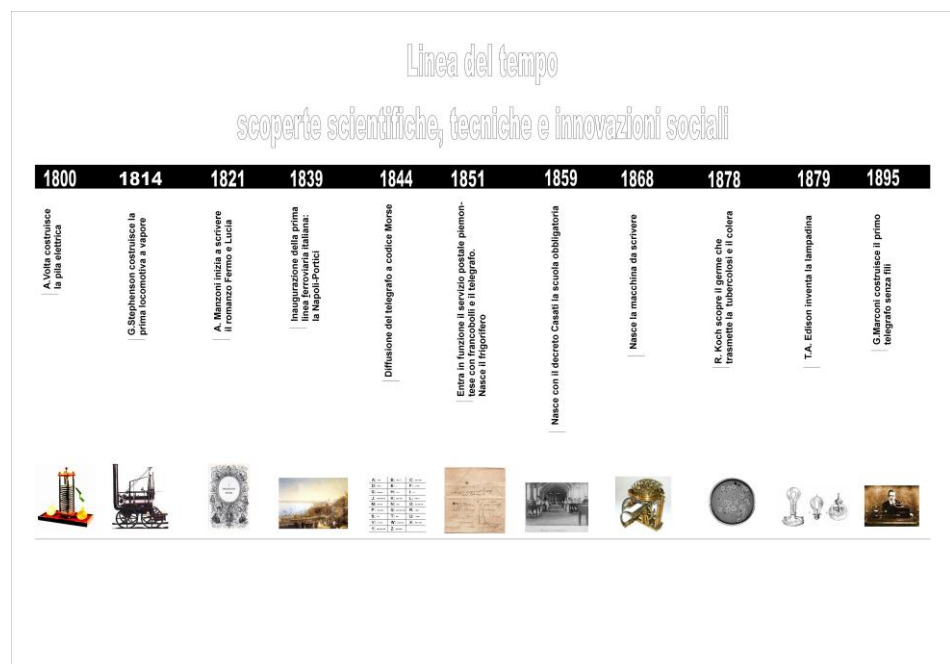 Linea del tempo
scoperte scientifiche, tecniche e innovazioni sociali
1800
1814
1821
1839
1844
1851
1859
1868
1878
1879
1895
A.Volta costruisce
la pila elettrica
G.Stephenson costruisce la
prima locomotiva a vapore
A. Manzoni inizia a scrivere
il romanzo Fermo e Lucia
Inaugurazione della prima
linea ferroviaria italiana:
la Napoli-Portici
Diffusione del telegrafo a codice Morse
Entra in funzione il servizio postale piemon-
tese con francobolli e il telegrafo.
Nasce il frigorifero
Nasce con il decreto Casati la scuola obbligatoria
Nasce la macchina da scrivere
R. Koch scopre il germe che
trasmette la tubercolosi e il colera
T.A. Edison inventa la lampadina
G.Marconi costruisce il primo
telegrafo senza fili